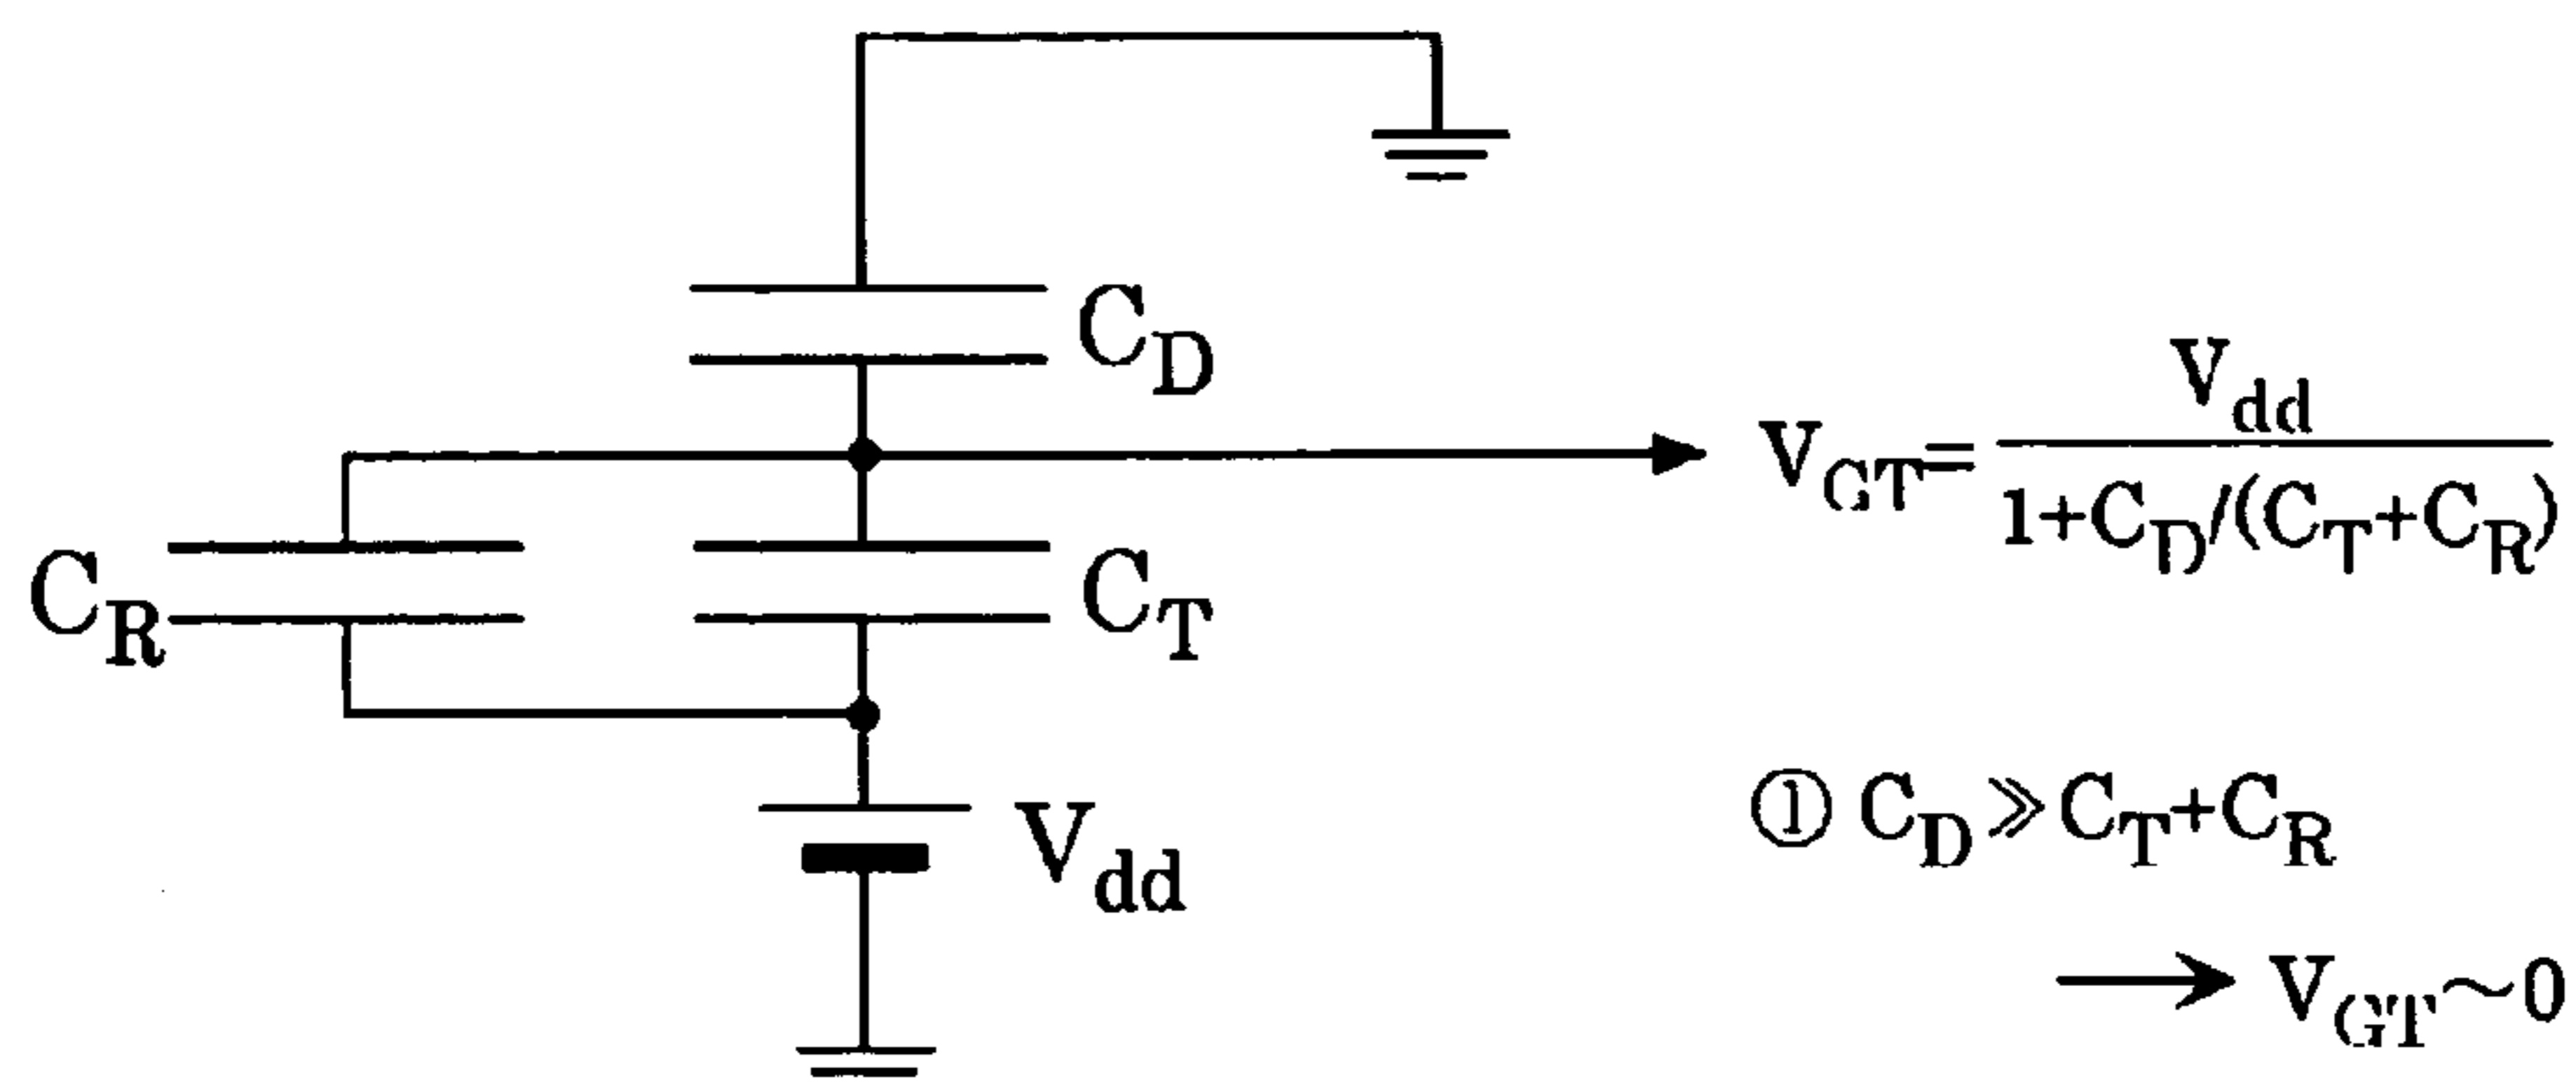 C_D
V_GT = V_dd / (1+C_D/(C_T+C_R))
C_R
C_T
V_dd
① C_D ≫ C_T+C_R
→ V_GT ~ 0